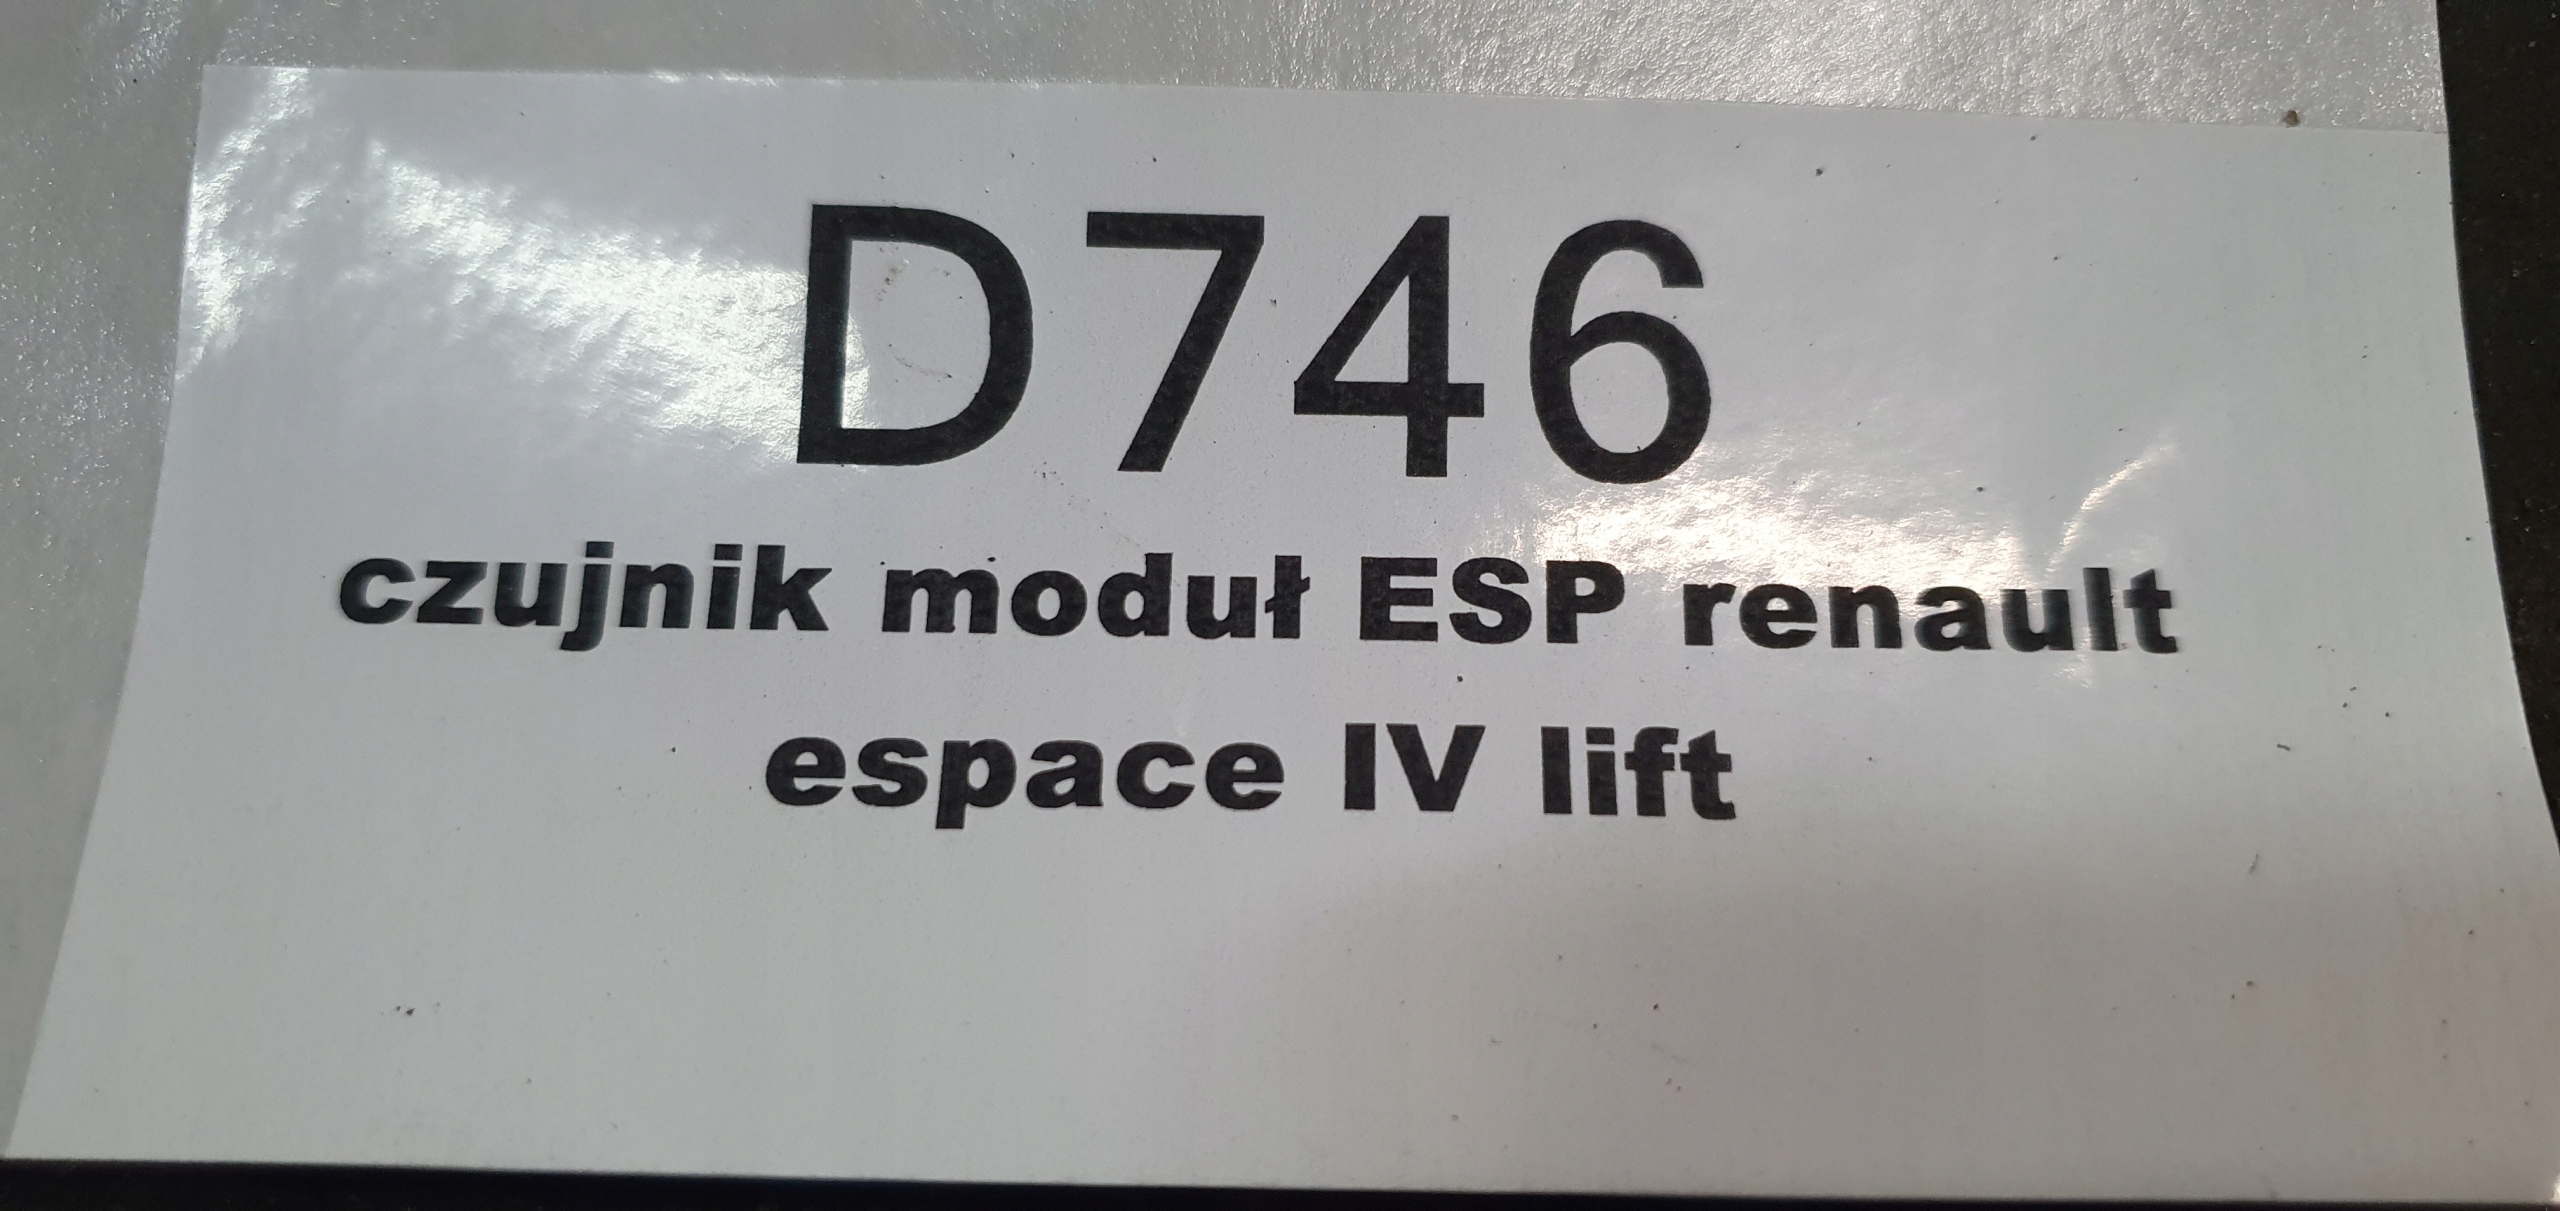 D746
czujnik moduł ESP renault
espace IV lift